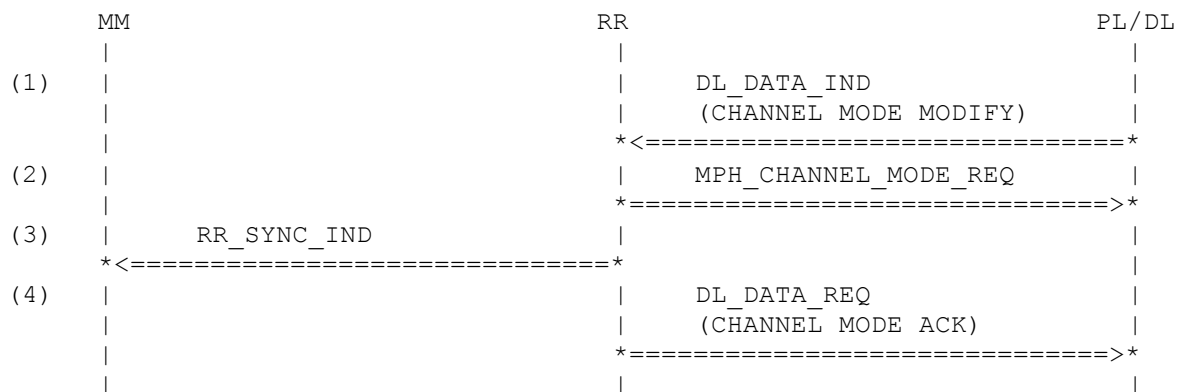 MM RR PL/DL
(1) DL_DATA_IND
(CHANNEL MODE MODIFY)
(2) MPH_CHANNEL_MODE_REQ
(3) RR_SYNC_IND
(4) DL_DATA_REQ
(CHANNEL MODE ACK)